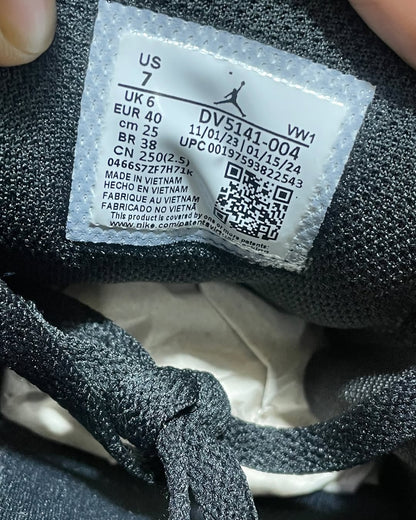 US
7
UK 6
EUR 40
cm 25
BR 38
CN 250(2.5)
0466S7ZF7H71k
DV5141-004
11/01/23 01/15/24 VW1
UPC 00197593822543
MADE IN VIETNAM
HECHO EN VIETNAM
FABRIQUE AU VIETNAM
FABRICADO NO VIETNÃ
This product is covered by one or more patents:
www.nike.com/patents